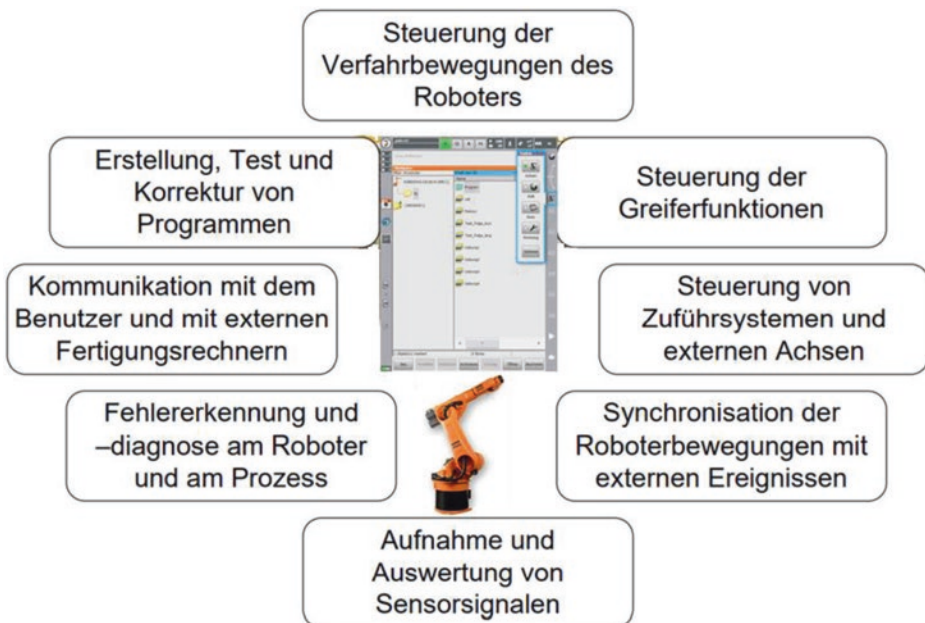 Steuerung der
Verfahrbewegungen des
Roboters
Erstellung, Test und
Korrektur von
Programmen
Steuerung der
Greiferfunktionen
Kommunikation mit dem
Benutzer und mit externen
Fertigungsrechnern
Steuerung von
Zuführsystemen und
externen Achsen
Fehlererkennung und
–diagnose am Roboter
und am Prozess
Synchronisation der
Roboterbewegungen mit
externen Ereignissen
Aufnahme und
Auswertung von
Sensorsignalen